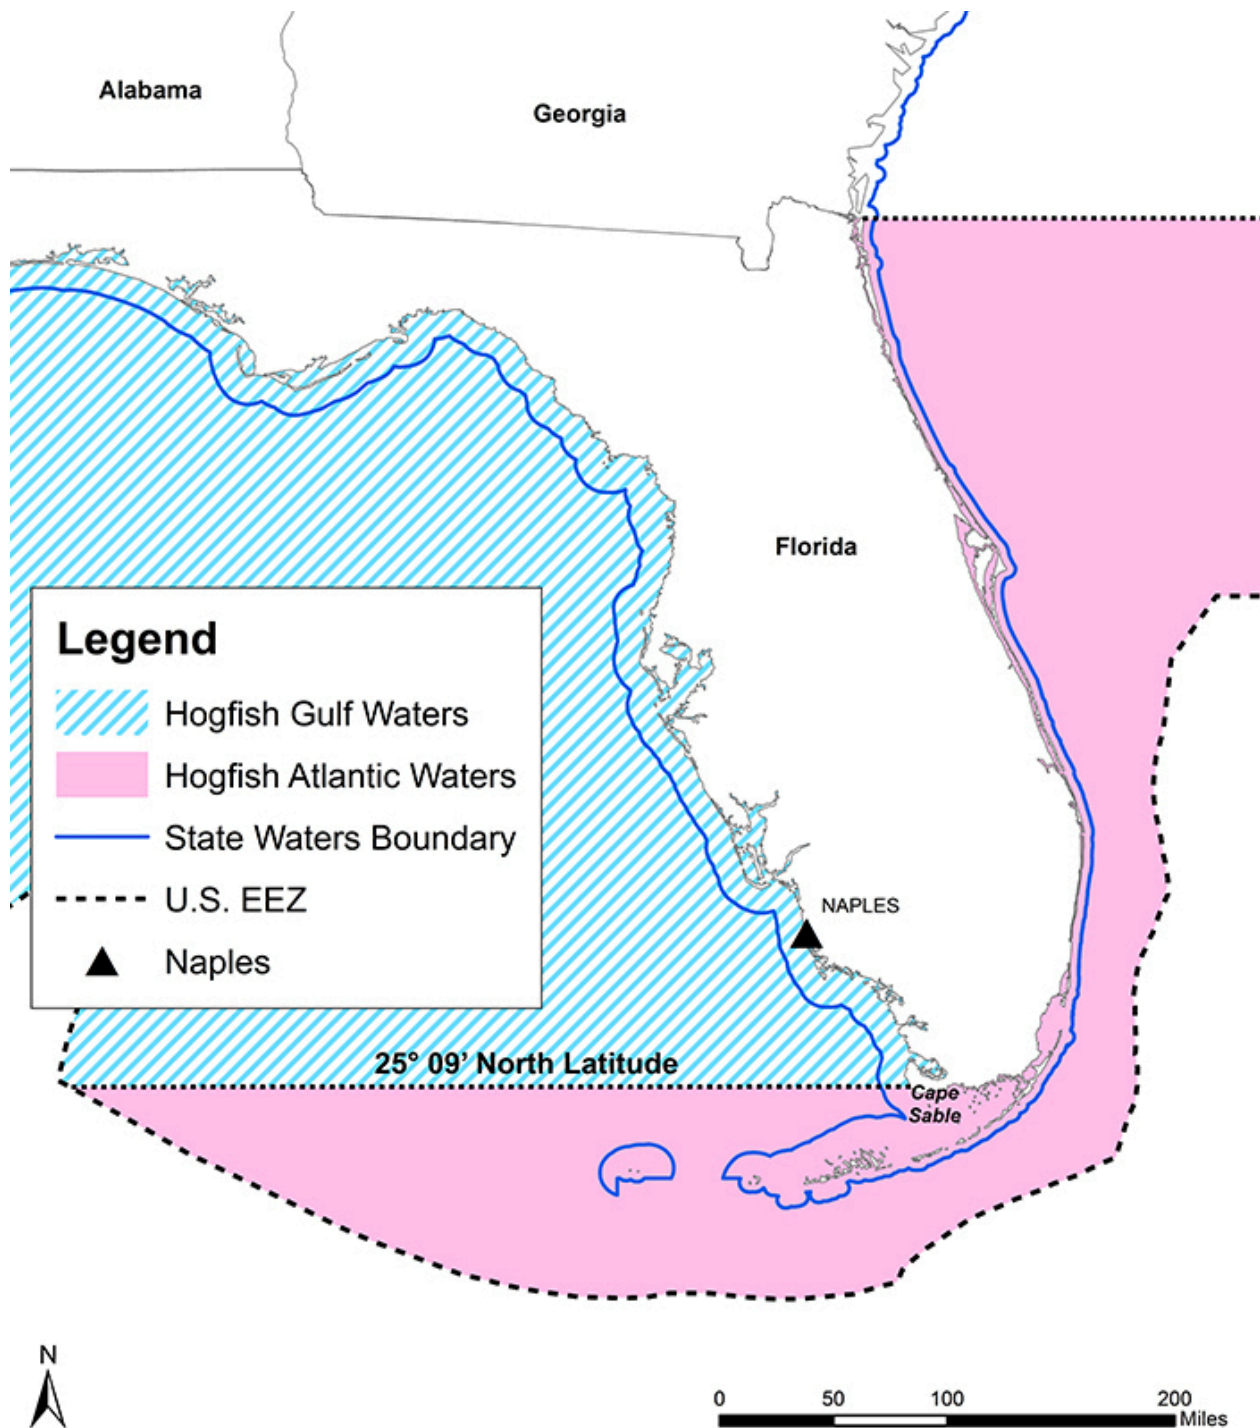 Alabama
Georgia
Florida
Legend
Hogfish Gulf Waters
Hogfish Atlantic Waters
State Waters Boundary
U.S. EEZ
Naples
NAPLES
25° 09’ North Latitude
Cape
Sable
N
0 50 100 200
Miles